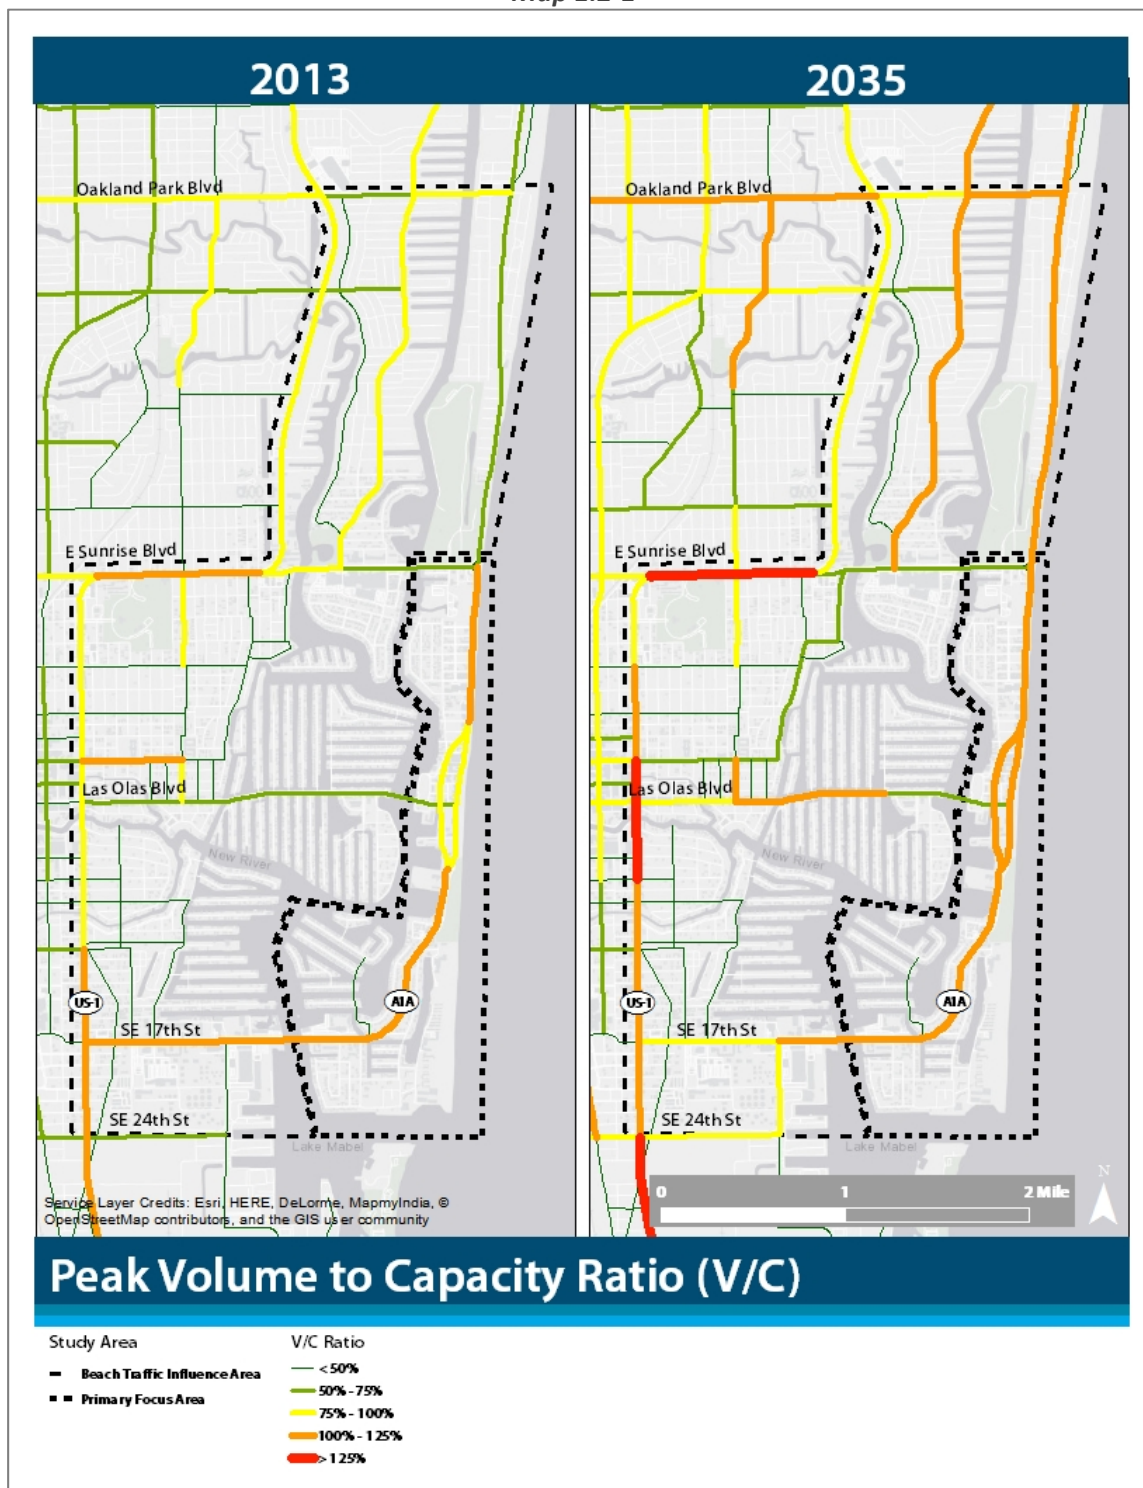 2013
2035
Oakland Park Blvd
Oakland Park Blvd
E Sunrise Blvd
E Sunrise Blvd
Las Olas Blvd
Las Olas Blvd
New River
New River
US-1
A1A
US-1
A1A
SE 17th St
SE 17th St
SE 24th St
SE 24th St
Lake Mabel
Lake Mabel
Service Layer Credits: Esri, HERE, DeLorme, MapmyIndia, ©
OpenStreetMap contributors, and the GIS user community
0 1 2 Mile
N
Peak Volume to Capacity Ratio (V/C)
Study Area
Beach Traffic Influence Area
Primary Focus Area
V/C Ratio
<50%
50% - 75%
75% - 100%
100% - 125%
> 125%